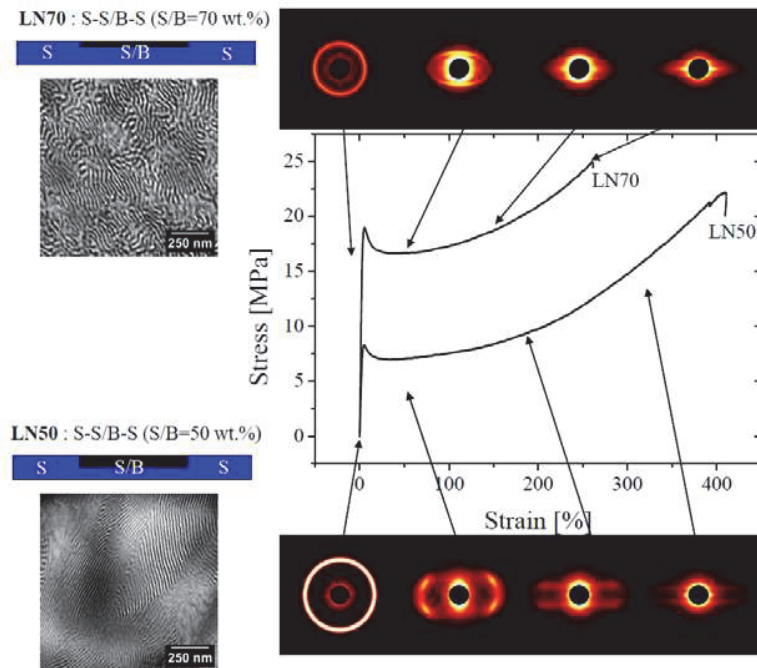 LN70 : S-S/B-S (S/B=70 wt.%)
S S/B S
250 nm
LN50 : S-S/B-S (S/B=50 wt.%)
S S/B S
250 nm
Stress [MPa]
25
20
15
10
5
0
LN70
LN50
0 100 200 300 400
Strain [%]